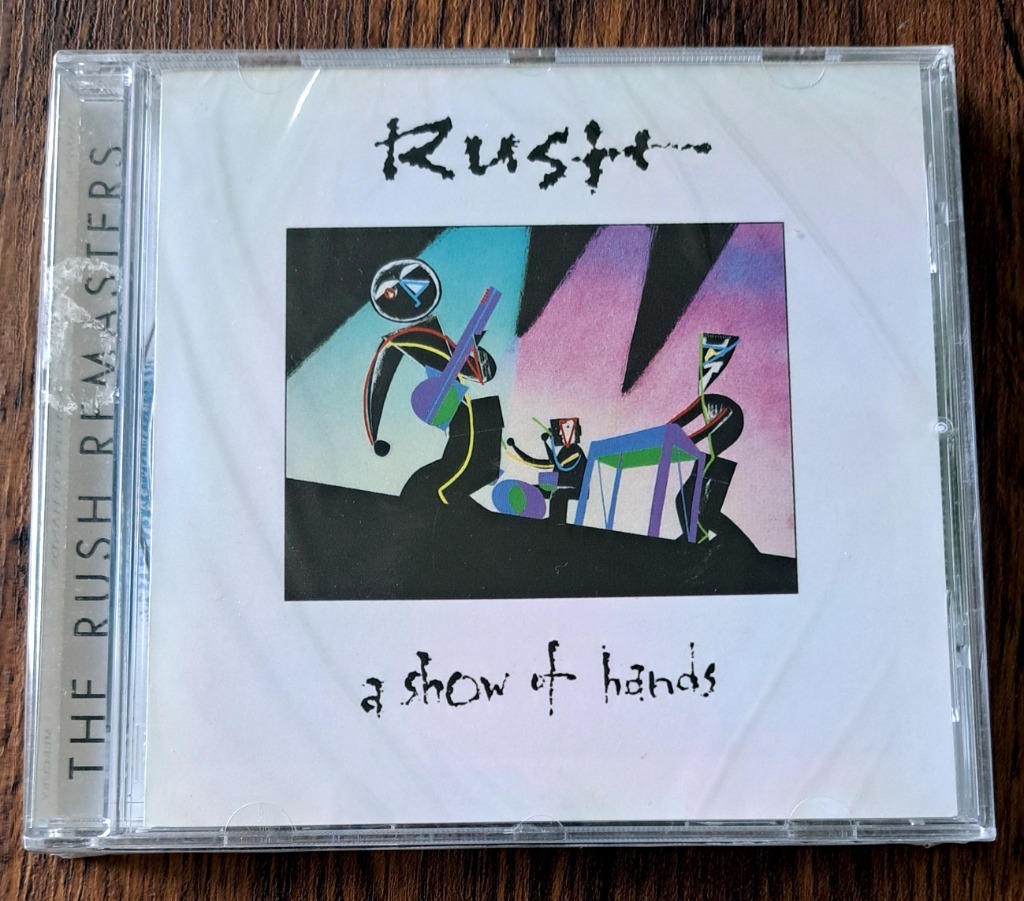 Rush
a show of hands
THE RUSH REMASTERS